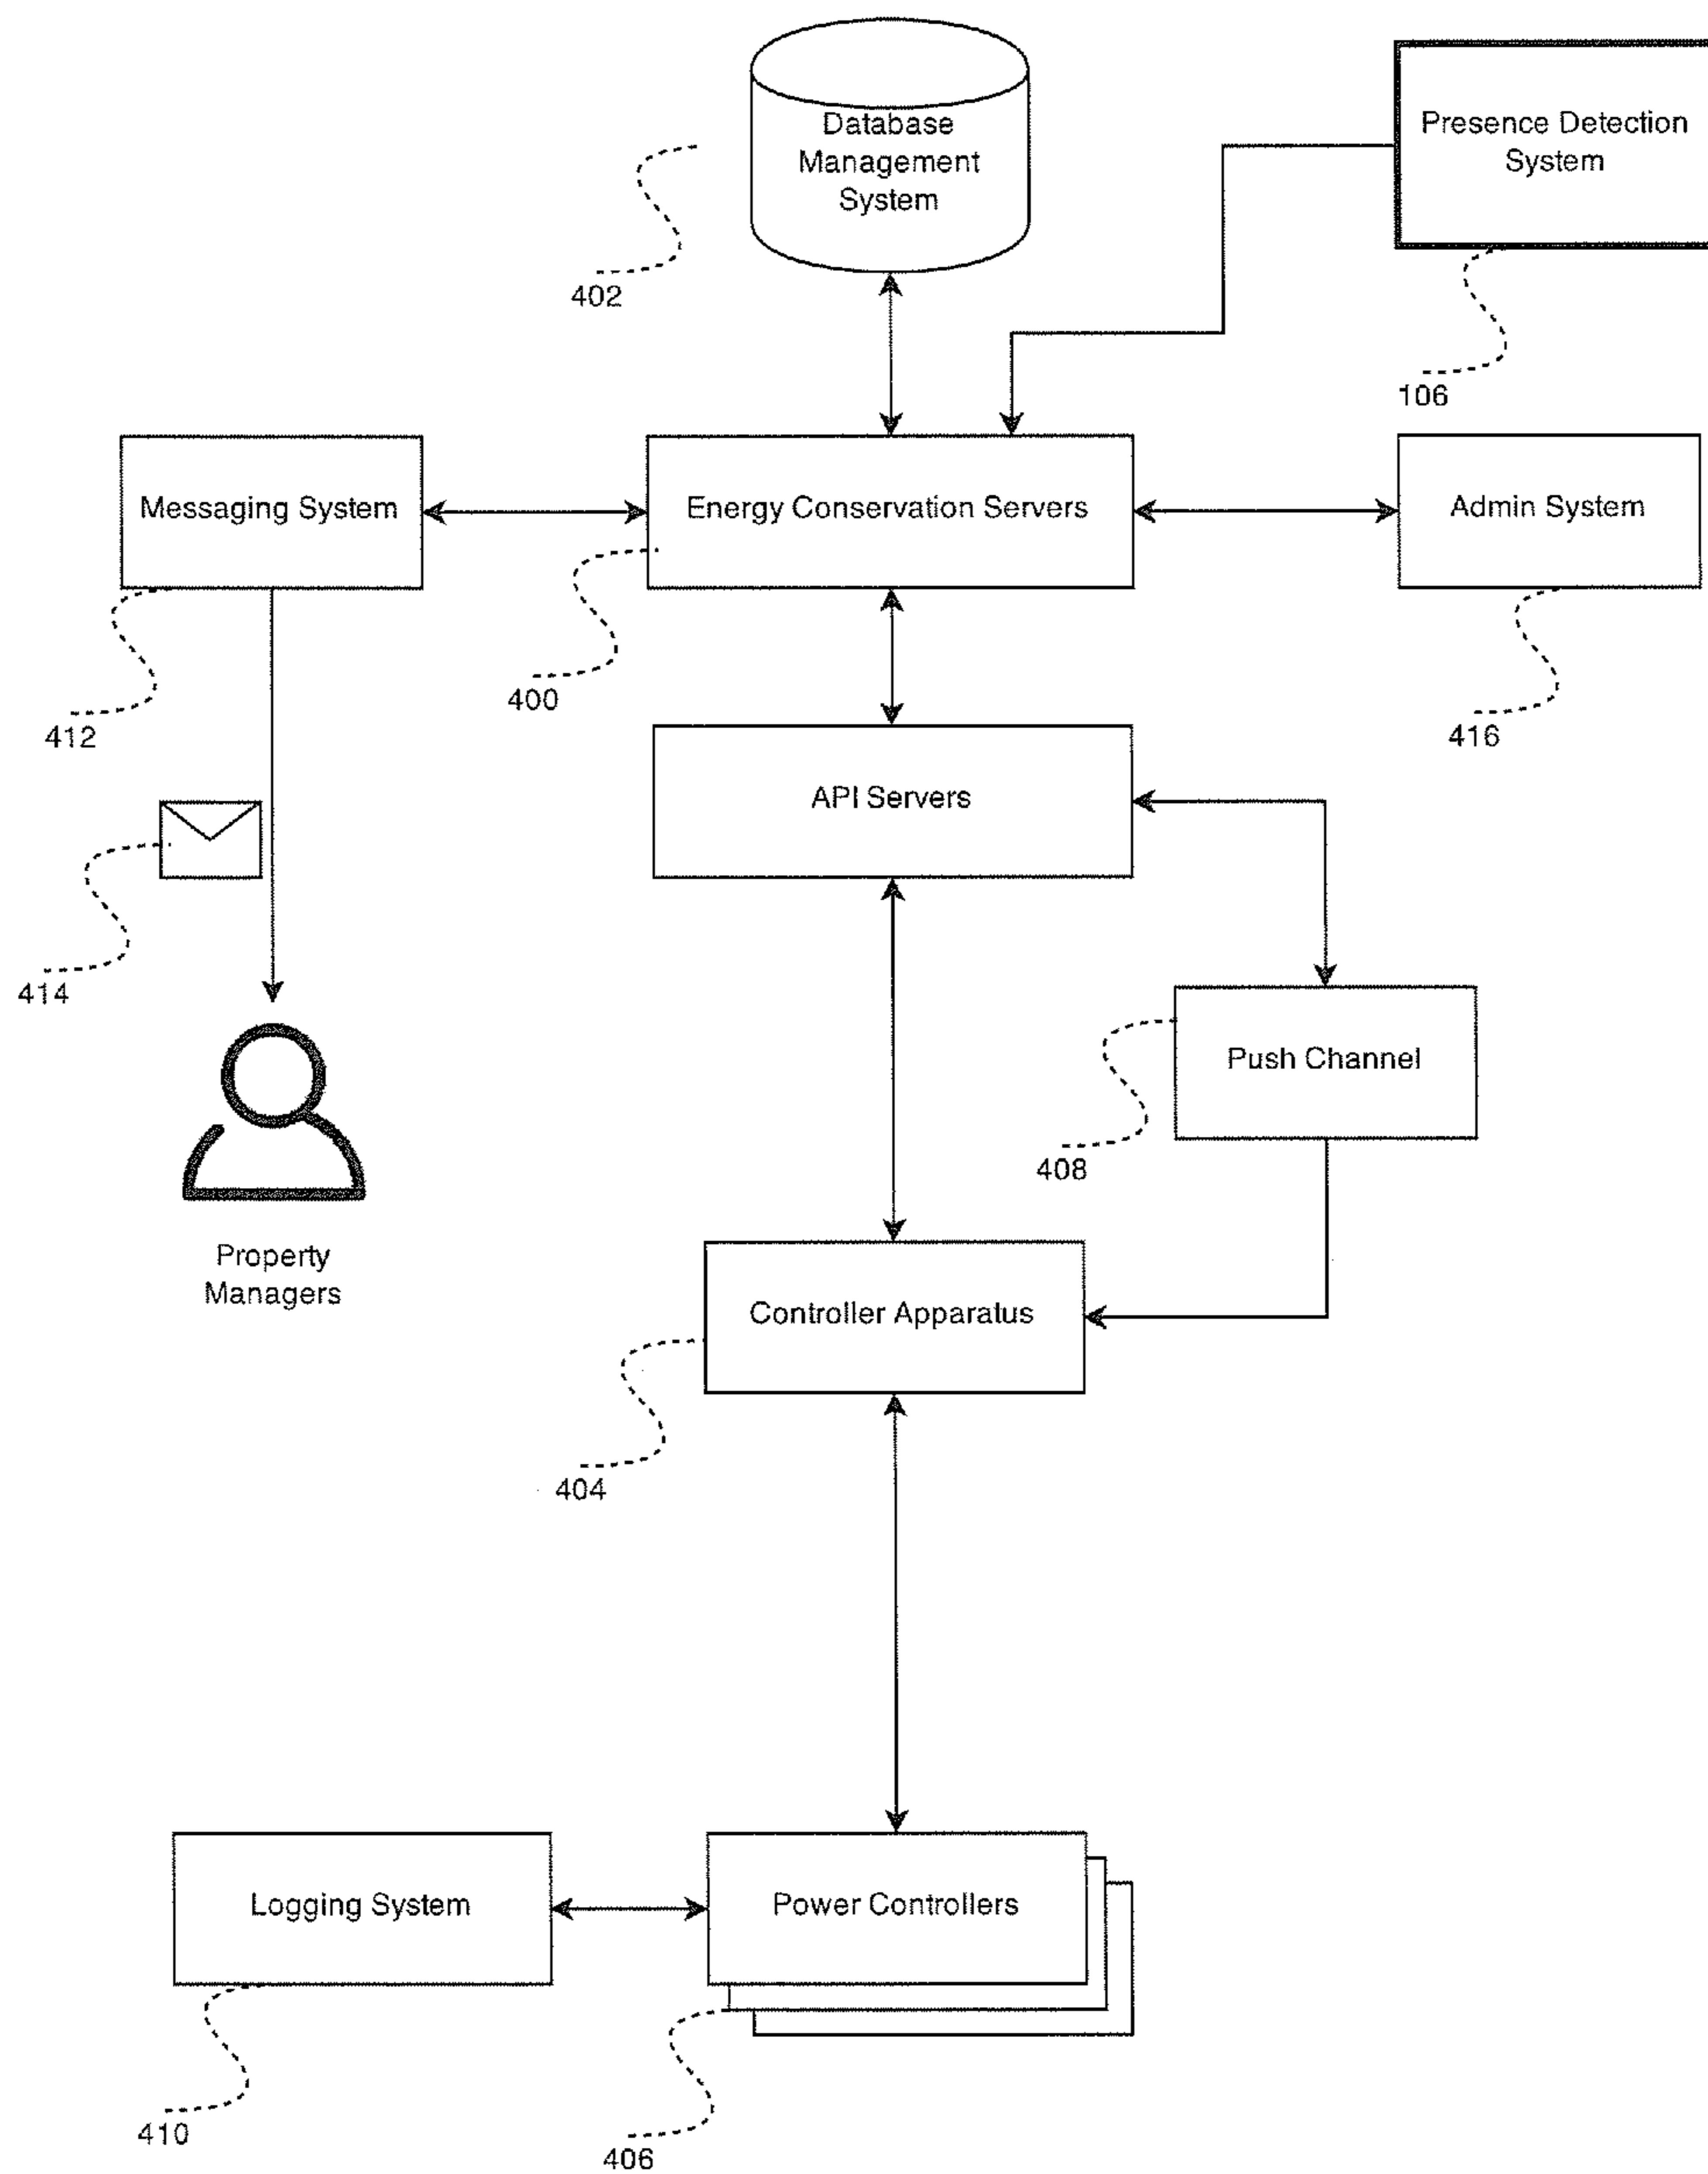 Database
Management
System
Presence Detection
System
402
106
Messaging System
Energy Conservation Servers
Admin System
412
400
416
API Servers
414
Push Channel
408
Property
Managers
Controller Apparatus
404
Logging System
Power Controllers
410
406